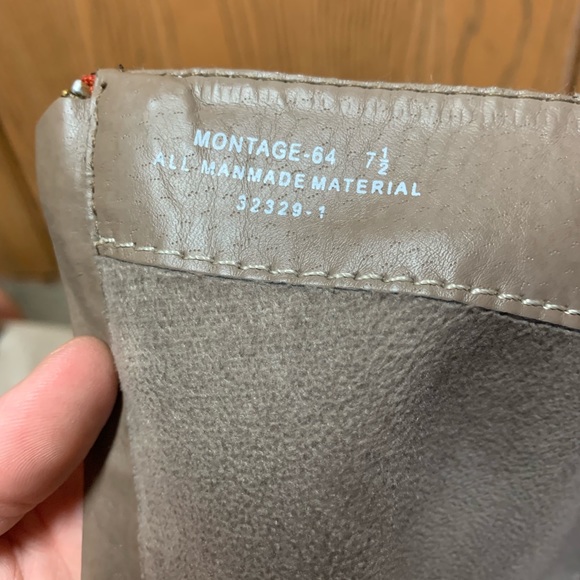 MONTAGE-64 7½
ALL MANMADE MATERIAL
32329-1